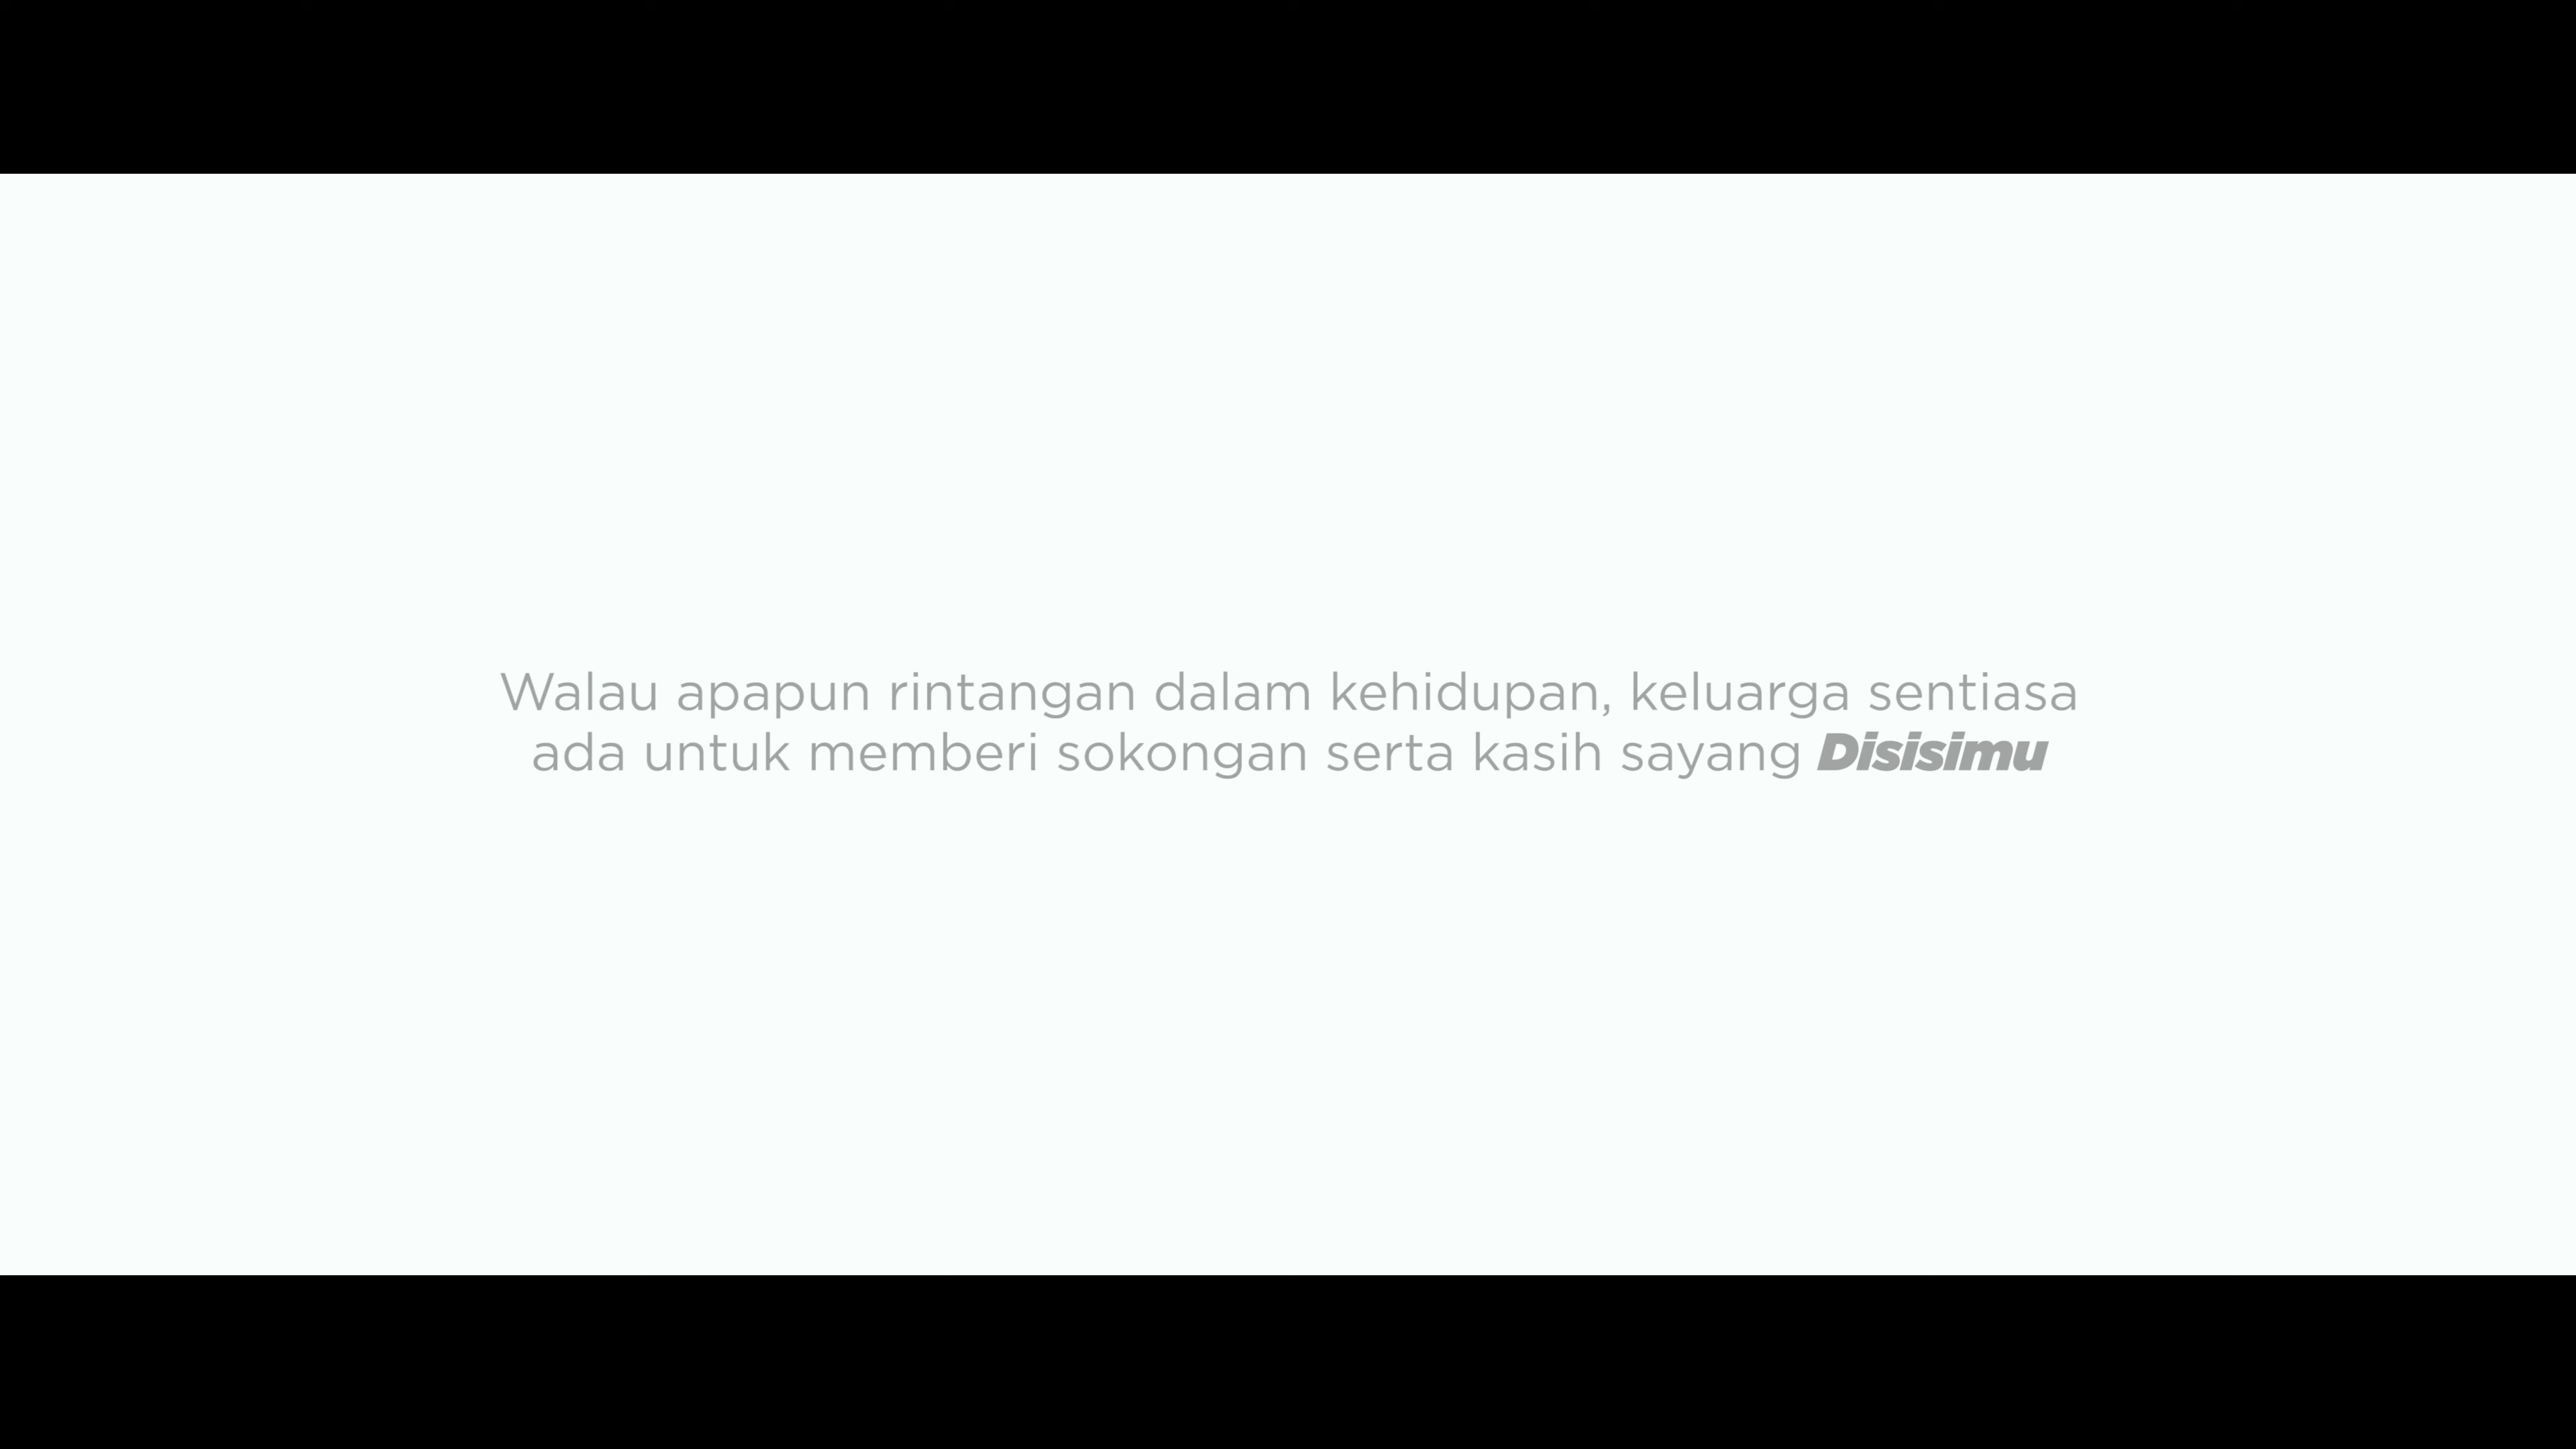 Walau apapun rintangan dalam kehidupan, keluarga sentiasa
ada untuk memberi sokongan serta kasih sayang Disisimu